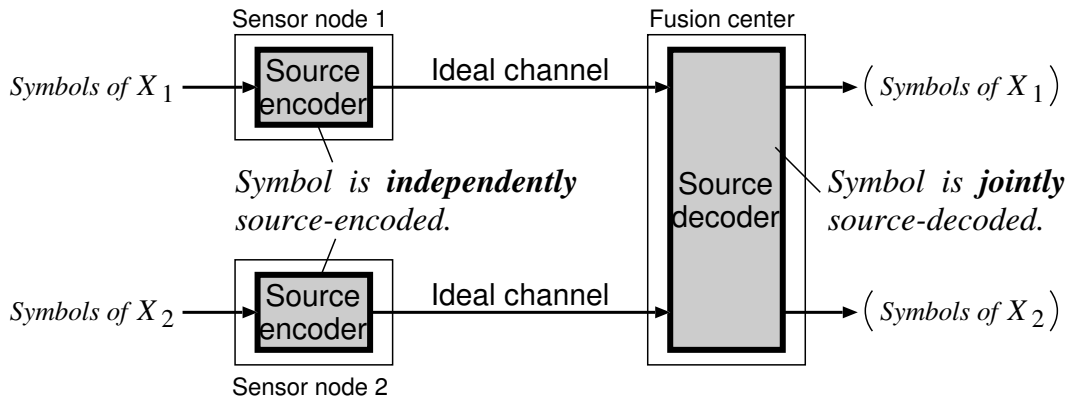 Sensor node 1
Fusion center
Symbols of X1
Source
encoder
Ideal channel
( Symbols of X1 )
Symbol is independently
source-encoded.
Source
decoder
Symbol is jointly
source-decoded.
Symbols of X2
Source
encoder
Ideal channel
( Symbols of X2 )
Sensor node 2